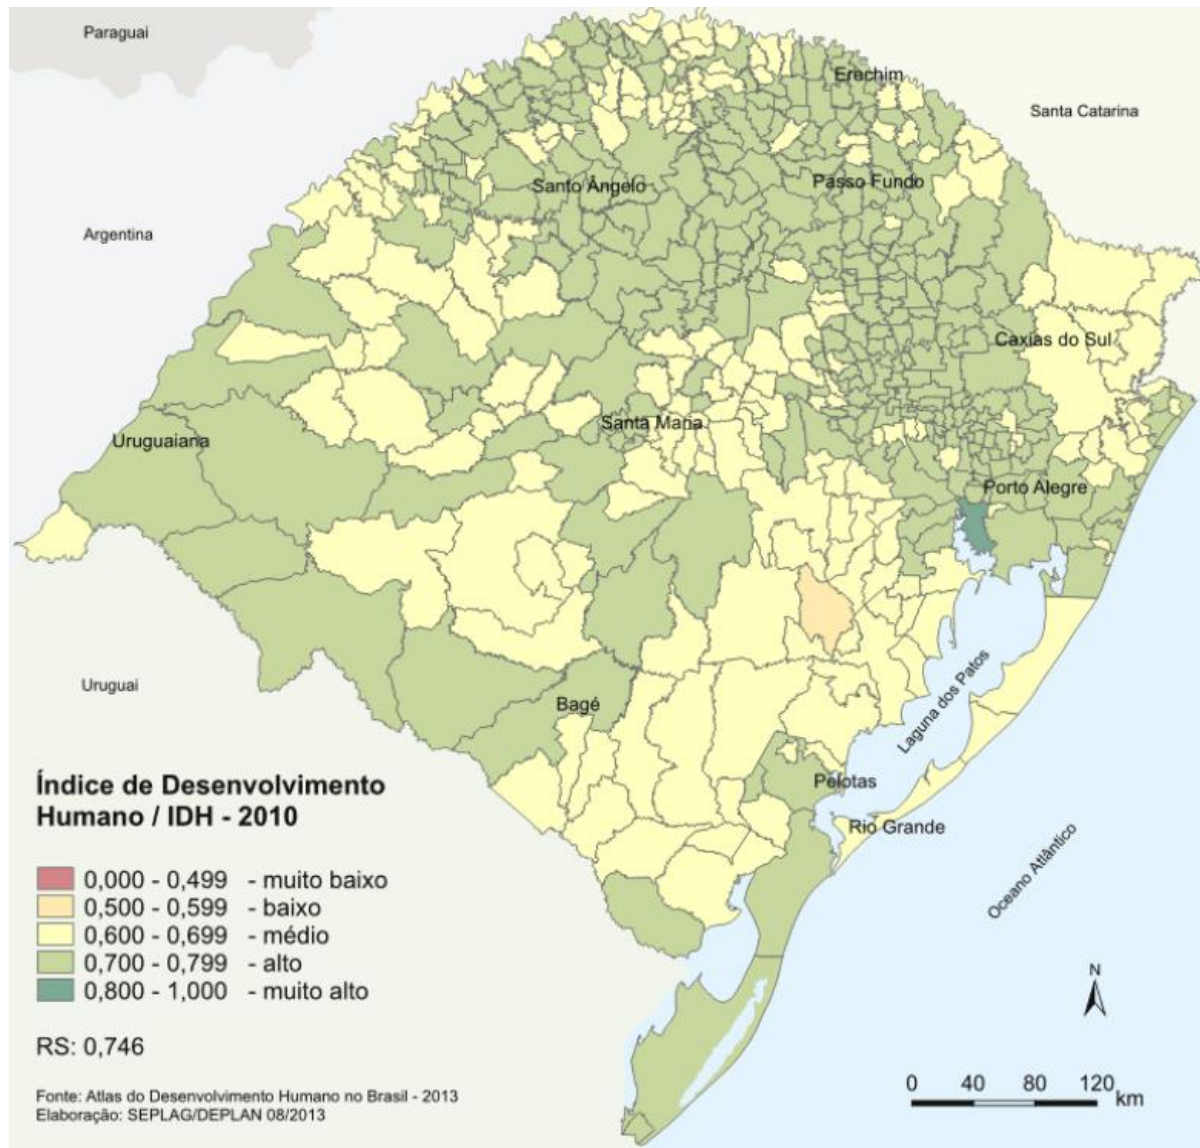 Paraguai
Erechim
Santa Catarina
Santo Ângelo
Passo Fundo
Argentina
Caxias do Sul
Santa Maria
Uruguaiana
Porto Alegre
Uruguai
Laguna dos Patos
Bagé
Pelotas
Rio Grande
Oceano Atlântico
Índice de Desenvolvimento
Humano / IDH - 2010
0,000 - 0,499 - muito baixo
0,500 - 0,599 - baixo
0,600 - 0,699 - médio
0,700 - 0,799 - alto
0,800 - 1,000 - muito alto
RS: 0,746
Fonte: Atlas do Desenvolvimento Humano no Brasil - 2013
Elaboração: SEPLAG/DEPLAN 08/2013
N
0 40 80 120 km